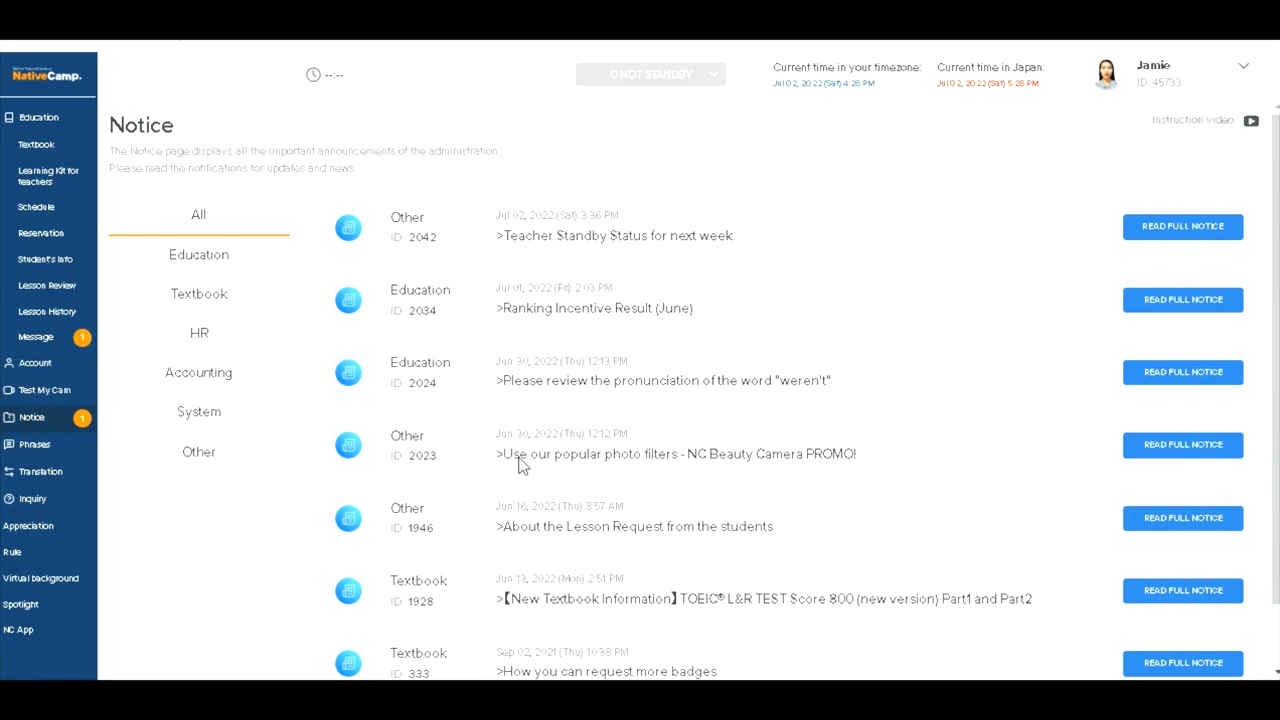 NativeCamp.
Education
Textbook
Learning Kit for
teachers
Schedule
Reservation
Student's Info
Lesson Review
Lesson History
Message 1
Account
Test My Cam
Notice 1
Phrases
Translation
Inquiry
Appreciation
Rule
Virtual background
Spotlight
NC App
--:--
NOT STANDBY
Current time in your timezone:
Jul 02, 2022 (Sat) 4:26 PM
Current time in Japan:
Jul 02, 2022 (Sat) 5:26 PM
Jamie
ID 45733
Notice
Instruction video
The Notice page displays all the important announcements of the administration.
Please read the notifications for updates and news.
All
Education
Textbook
HR
Accounting
System
Other
Other
ID 2042
Jul 02, 2022 (Sat) 3:36 PM
>Teacher Standby Status for next week
READ FULL NOTICE
Education
ID 2034
Jul 01, 2022 (Fri) 2:03 PM
>Ranking Incentive Result (June)
READ FULL NOTICE
Education
ID 2024
Jun 30, 2022 (Thu) 12:13 PM
>Please review the pronunciation of the word "weren't"
READ FULL NOTICE
Other
ID 2023
Jun 30, 2022 (Thu) 12:12 PM
>Use our popular photo filters - NC Beauty Camera PROMO!
READ FULL NOTICE
Other
ID 1946
Jun 16, 2022 (Thu) 8:57 AM
>About the Lesson Request from the students
READ FULL NOTICE
Textbook
ID 1928
Jun 13, 2022 (Mon) 2:51 PM
>【New Textbook Information】TOEIC® L&R TEST Score 800 (new version) Part1 and Part2
READ FULL NOTICE
Textbook
ID 333
Sep 02, 2021 (Thu) 10:38 PM
>How you can request more badges
READ FULL NOTICE